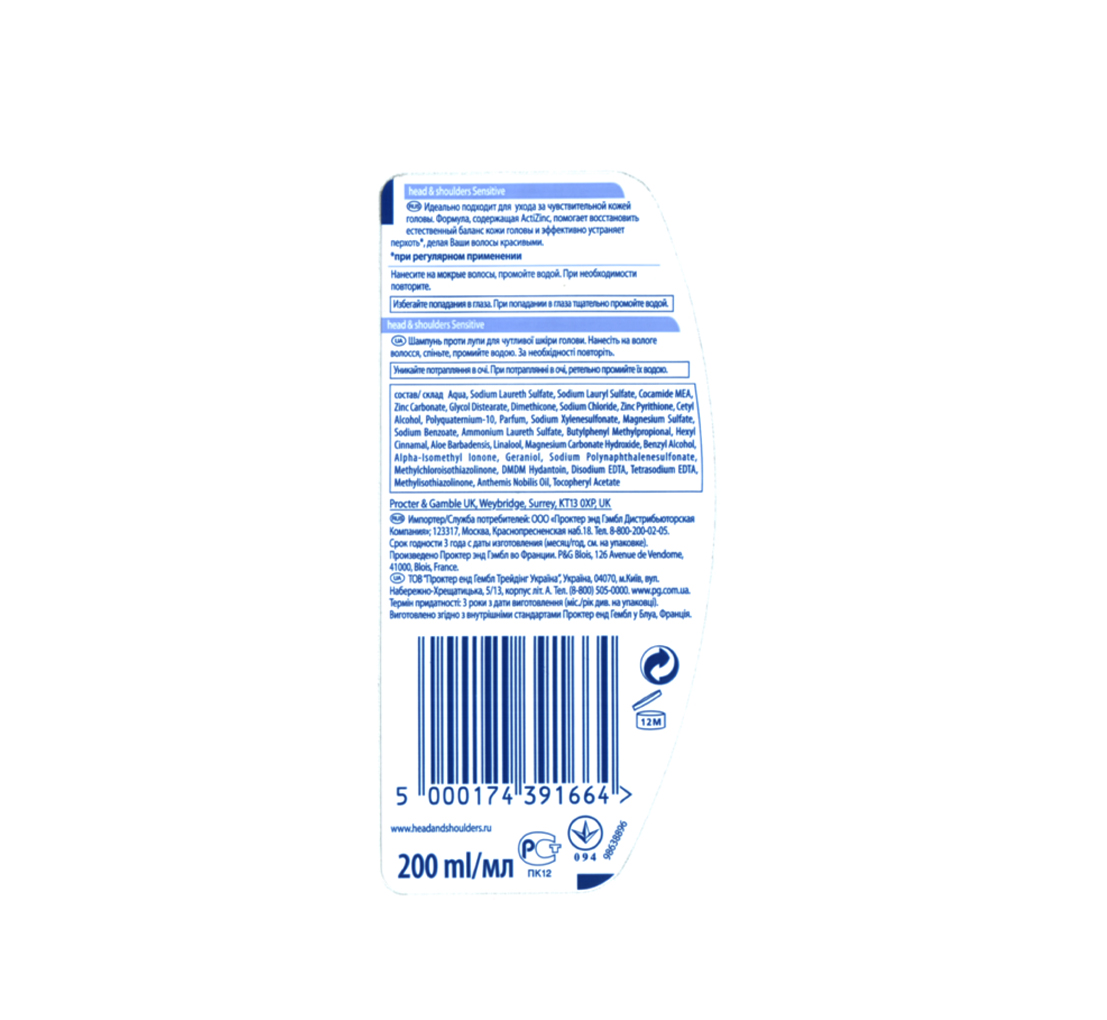 head & shoulders Sensitive
RUS Идеально подходит для ухода за чувствительной кожей
головы. Формула, содержащая ActiZinc, помогает восстановить
естественный баланс кожи головы и эффективно устраняет
перхоть*, делая Ваши волосы красивыми.
*при регулярном применении
Нанесите на мокрые волосы, промойте водой. При необходимости
повторите.
Избегайте попадания в глаза. При попадании в глаза тщательно промойте водой.
head & shoulders Sensitive
UA Шампунь проти лупи для чутливої шкіри голови. Нанесіть на вологе
волосся, спініте, промийте водою. За необхідності повторіть.
Уникайте потрапляння в очі. При потраплянні в очі, ретельно промийте їх водою.
состав/ склад Aqua, Sodium Laureth Sulfate, Sodium Lauryl Sulfate, Cocamide MEA,
Zinc Carbonate, Glycol Distearate, Dimethicone, Sodium Chloride, Zinc Pyrithione, Cetyl
Alcohol, Polyquaternium-10, Parfum, Sodium Xylenesulfonate, Magnesium Sulfate,
Sodium Benzoate, Ammonium Laureth Sulfate, Butylphenyl Methylpropional, Hexyl
Cinnamal, Aloe Barbadensis, Linalool, Magnesium Carbonate Hydroxide, Benzyl Alcohol,
Alpha-Isomethyl Ionone, Geraniol, Sodium Polynaphthalenesulfonate,
Methylchloroisothiazolinone, DMDM Hydantoin, Disodium EDTA, Tetrasodium EDTA,
Methylisothiazolinone, Anthemis Nobilis Oil, Tocopheryl Acetate
Procter & Gamble UK, Weybridge, Surrey, KT13 0XP, UK
RUS Импортер/Служба потребителей: ООО «Проктер энд Гэмбл Дистрибьюторская
Компания»; 123317, Москва, Краснопресненская наб.18. Тел. 8-800-200-02-05.
Срок годности 3 года с даты изготовления (месяц/год, см. на упаковке).
Произведено Проктер энд Гэмбл во Франции. P&G Blois, 126 Avenue de Vendome,
41000, Blois, France.
UA ТОВ "Проктер енд Гембл Трейдінг Україна", Україна, 04070, м.Київ, вул.
Набережно-Хрещатицька, 5/13, корпус літ. А. Тел. (8-800) 505-0000. www.pg.com.ua.
Термін придатності: 3 роки з дати виготовлення (міс./рік див. на упаковці).
Виготовлено згідно з внутрішніми стандартами Проктер енд Гембл у Блуа, Франція.
12M
5 000174 391664 >
www.headandshoulders.ru
200 ml/мл
РСТ
ПК12
094
98638896